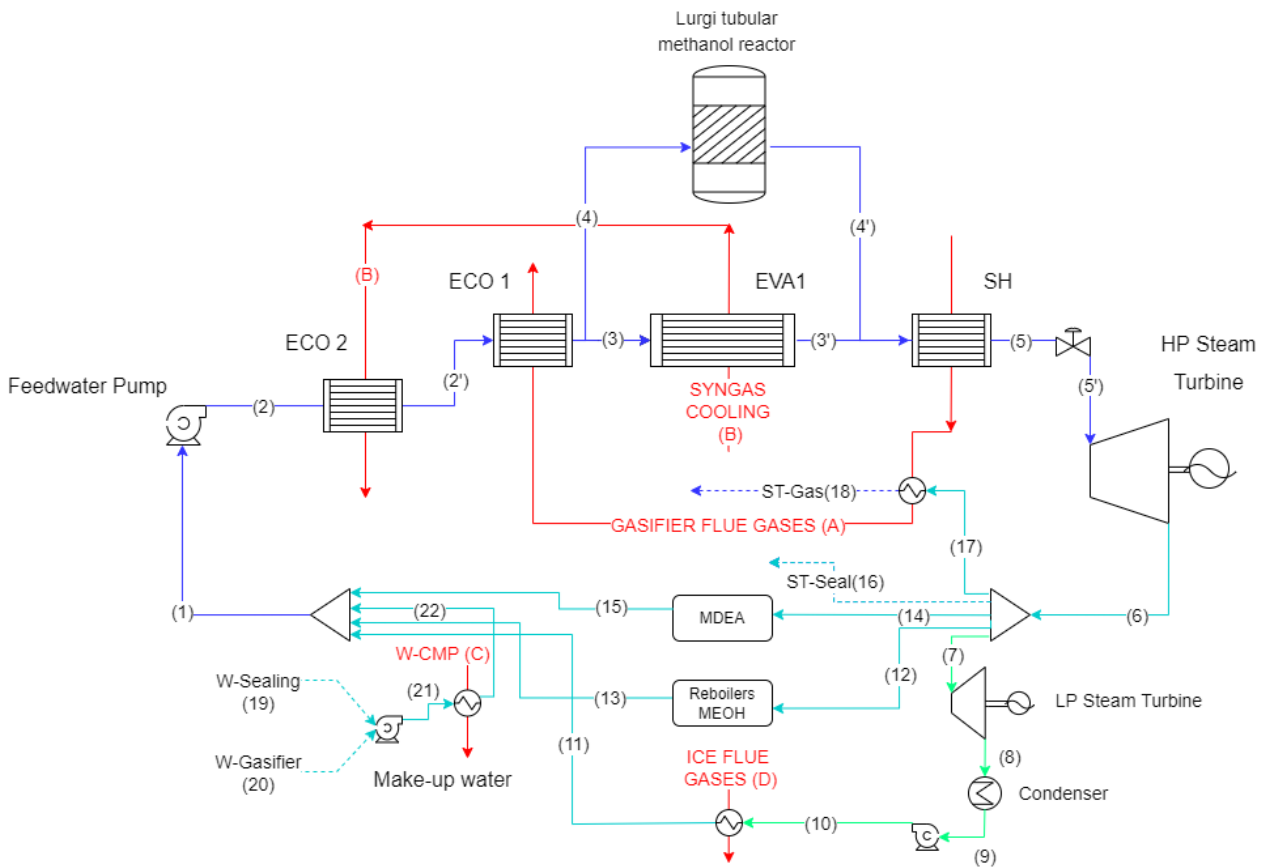 Lurgi tubular
methanol reactor
(4)
(4')
(B)
ECO 1
EVA1
SH
ECO 2
(3)
(3')
(5)
HP Steam
Turbine
Feedwater Pump
(2)
(2')
(5')
SYNGAS
COOLING
(B)
C
ST-Gas(18)
GASIFIER FLUE GASES (A)
(17)
ST-Seal(16)
(1)
(22)
(15)
MDEA
(14)
(6)
W-CMP (C)
(7)
(12)
W-Sealing
(19)
(21)
(13)
Reboilers
MEOH
LP Steam Turbine
C
(11)
W-Gasifier
(20)
Make-up water
ICE FLUE
GASES (D)
(8)
Condenser
(10)
C
(9)